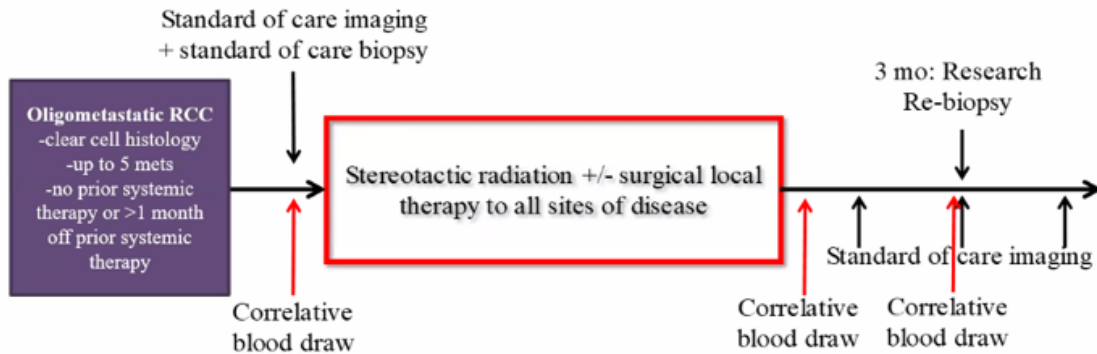 Standard of care imaging
+ standard of care biopsy
Oligometastatic RCC
-clear cell histology
-up to 5 mets
-no prior systemic
therapy or >1 month
off prior systemic
therapy
Stereotactic radiation +/- surgical local
therapy to all sites of disease
3 mo: Research
Re-biopsy
Standard of care imaging
Correlative
blood draw
Correlative
blood draw
Correlative
blood draw